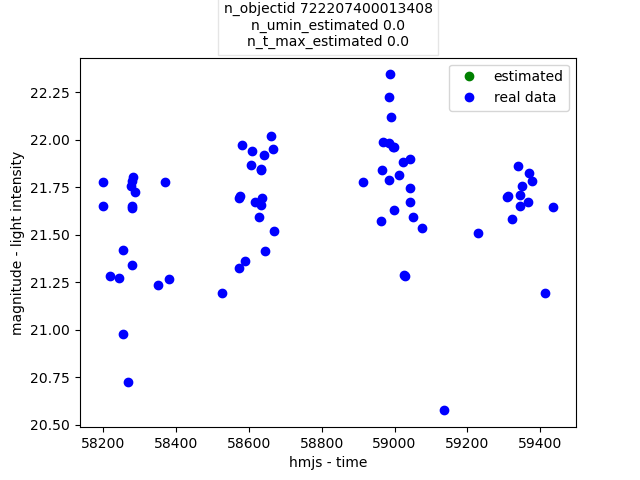 n_objectid 722207400013408
n_umin_estimated 0.0
n_t_max_estimated 0.0
estimated
real data
magnitude - light intensity
22.25
22.00
21.75
21.50
21.25
21.00
20.75
20.50
58200 58400 58600 58800 59000 59200 59400
hmjs - time